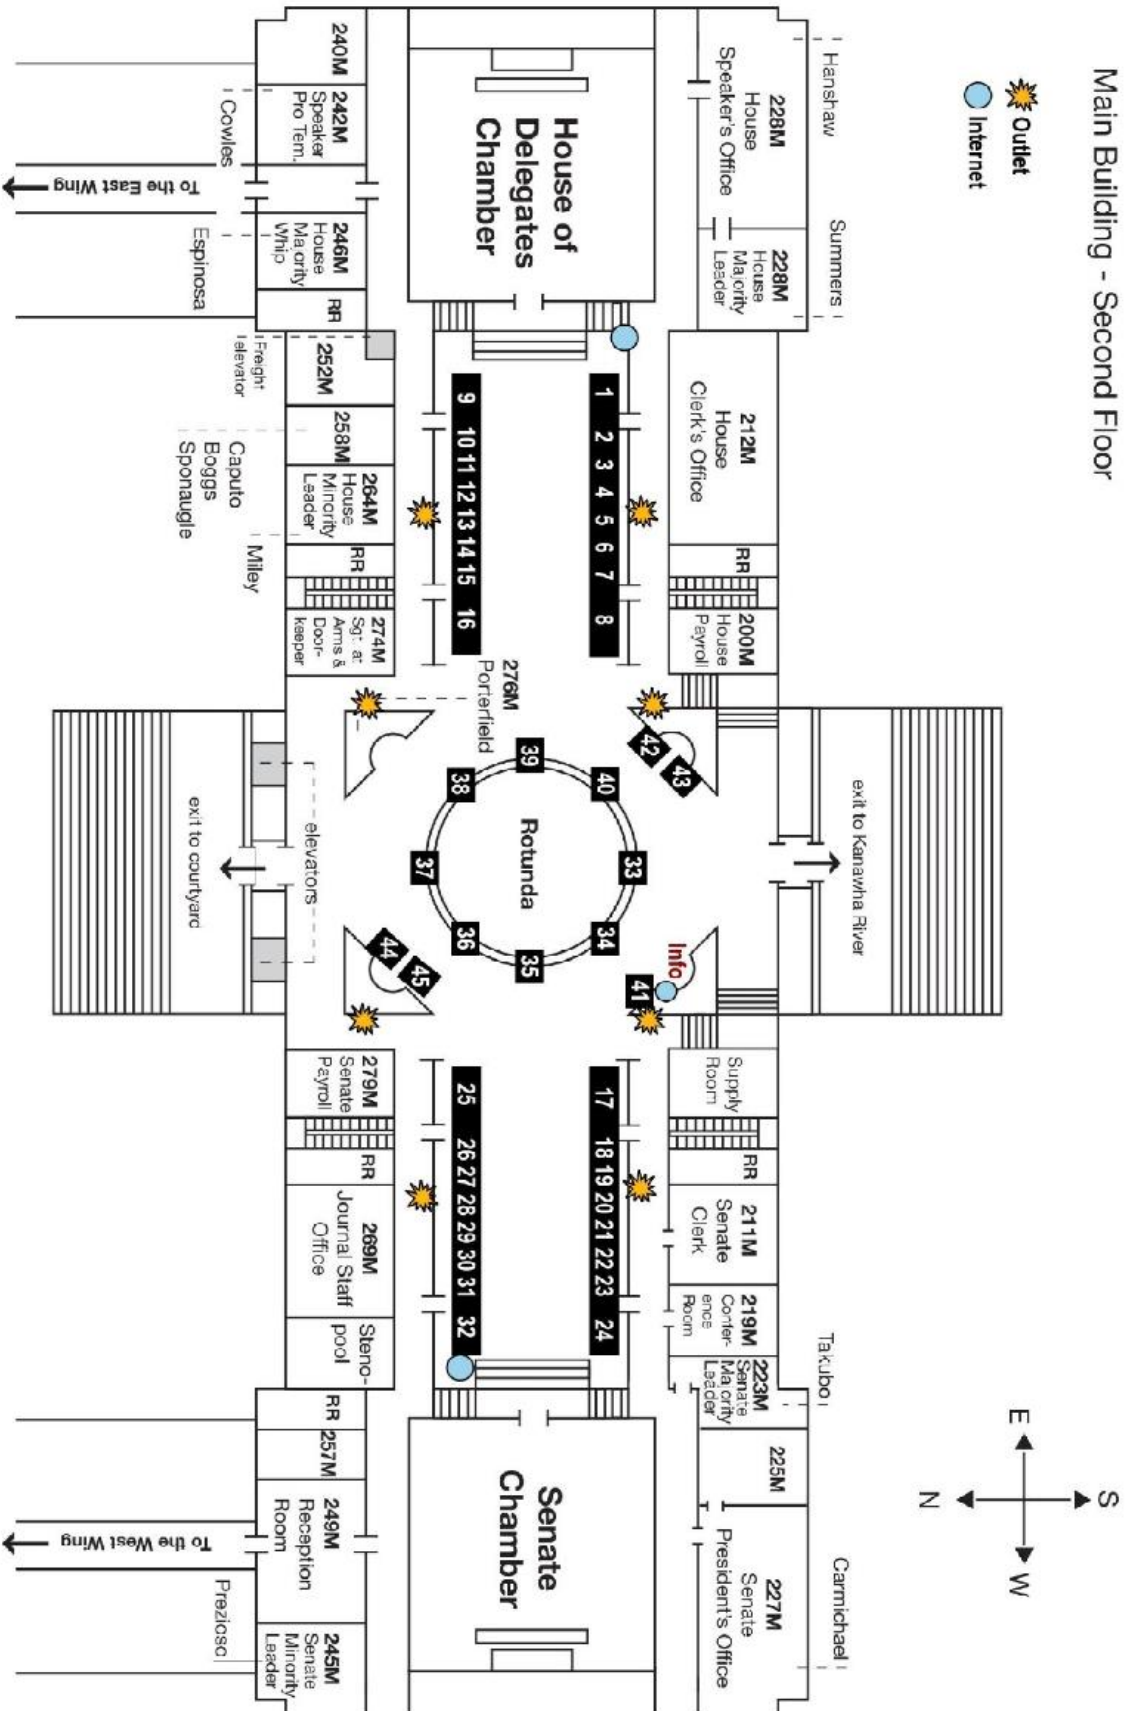 Main Building - Second Floor
Outlet
Internet
Hanshaw
Summers
228M
House
Speaker's Office
228M
House
Majority
Leader
212M
House
Clerk's Office
RR
200M
House
Payroll
exit to Kanawha River
Supply
Room
RR
211M
Senate
Clerk
219M
Confer-
ence
Room
Takubo
223M
Senate
Majority
Leader
225M
227M
Senate
President's Office
Carmichael
S
E
W
N
House of
Delegates
Chamber
1 2 3 4 5 6 7 8
9 10 11 12 13 14 15 16
42
43
276M
Porterfield
39
40
38
Rotunda
33
37
34
36
35
Info
41
44
45
17 18 19 20 21 22 23 24
25 26 27 28 29 30 31 32
Senate
Chamber
240M
242M
Speaker
Pro Tem.
Cowles
To the East Wing
246M
House
Majority
Whip
Espinosa
RR
252M
Freight
elevator
258M
Caputo
Boggs
Sponaugle
264M
House
Minority
Leader
Miley
RR
274M
Sgt. at
Arms &
Door-
keeper
elevators
exit to courtyard
279M
Senate
Payroll
RR
269M
Journal Staff
Office
Steno-
pool
RR
257M
249M
Reception
Room
To the West Wing
245M
Senate
Minority
Leader
Prezioso